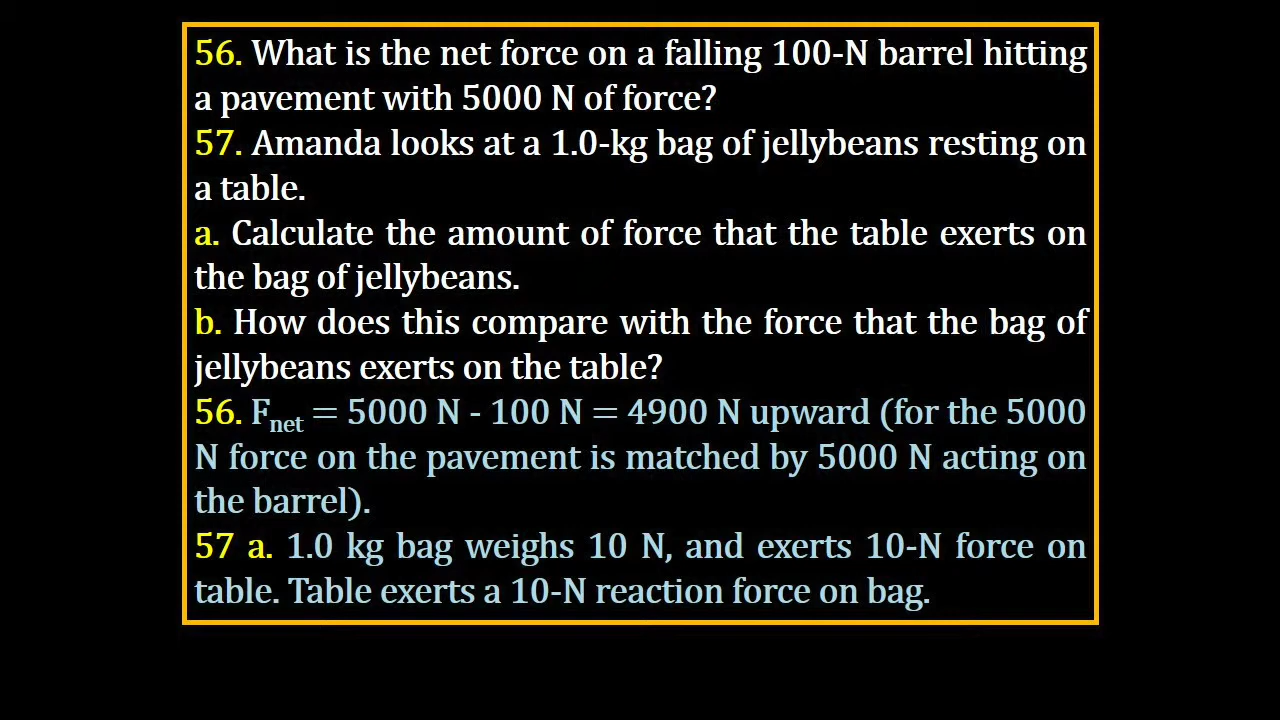 56. What is the net force on a falling 100-N barrel hitting
a pavement with 5000 N of force?
57. Amanda looks at a 1.0-kg bag of jellybeans resting on
a table.
a. Calculate the amount of force that the table exerts on
the bag of jellybeans.
b. How does this compare with the force that the bag of
jellybeans exerts on the table?
56. Fnet = 5000 N - 100 N = 4900 N upward (for the 5000
N force on the pavement is matched by 5000 N acting on
the barrel).
57 a. 1.0 kg bag weighs 10 N, and exerts 10-N force on
table. Table exerts a 10-N reaction force on bag.